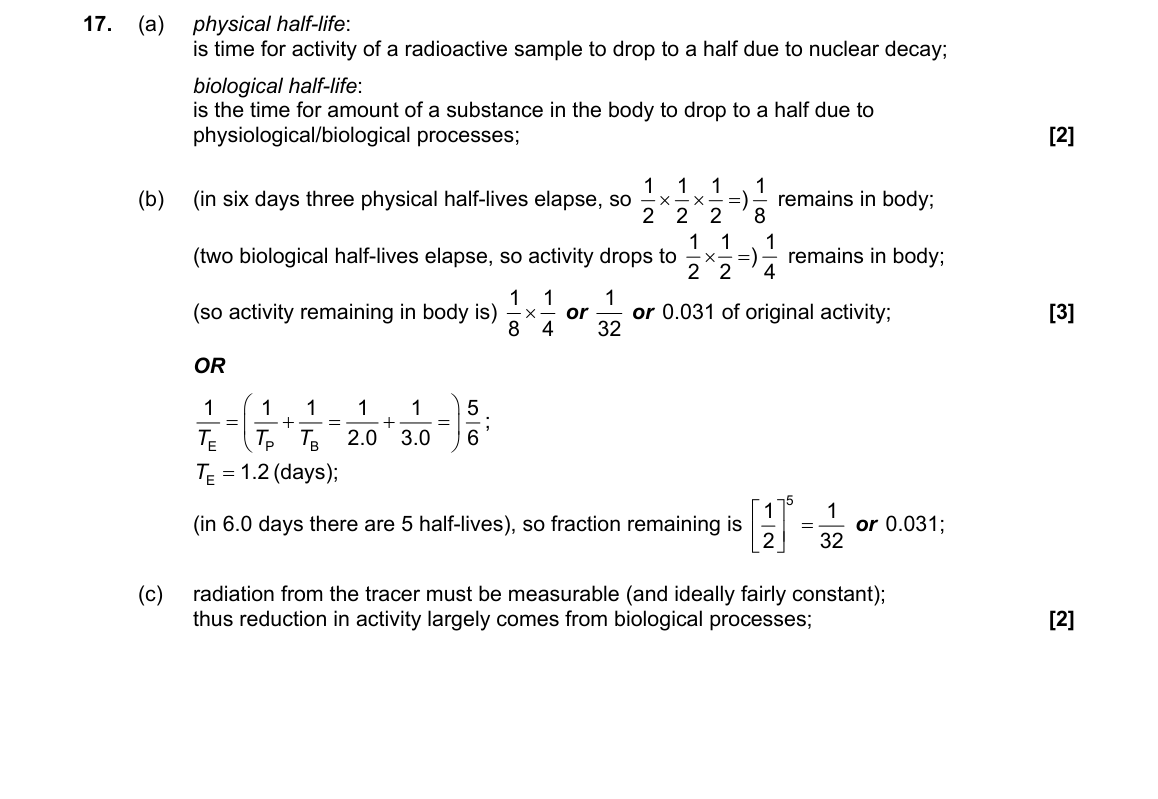 17. (a) physical half-life:
is time for activity of a radioactive sample to drop to a half due to nuclear decay;
biological half-life:
is the time for amount of a substance in the body to drop to a half due to
physiological/biological processes; [2]
(b) (in six days three physical half-lives elapse, so 1/2 × 1/2 × 1/2 =) 1/8 remains in body;
(two biological half-lives elapse, so activity drops to 1/2 × 1/2 =) 1/4 remains in body;
(so activity remaining in body is) 1/8 × 1/4 or 1/32 or 0.031 of original activity; [3]
OR
1/T_E = (1/T_P + 1/T_B = 1/2.0 + 1/3.0 =) 5/6;
T_E = 1.2 (days);
(in 6.0 days there are 5 half-lives), so fraction remaining is [1/2]^5 = 1/32 or 0.031;
(c) radiation from the tracer must be measurable (and ideally fairly constant);
thus reduction in activity largely comes from biological processes; [2]